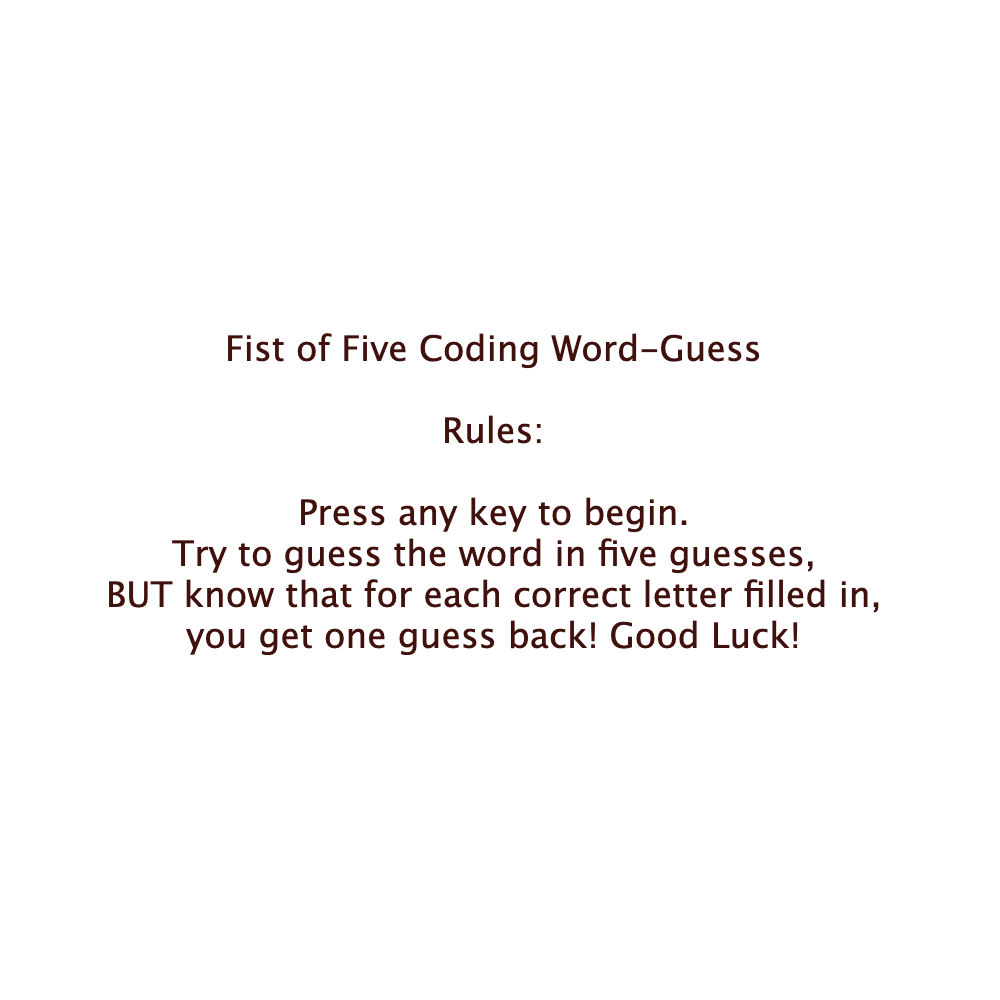 Fist of Five Coding Word-Guess
Rules:
Press any key to begin.
Try to guess the word in five guesses,
BUT know that for each correct letter filled in,
you get one guess back! Good Luck!